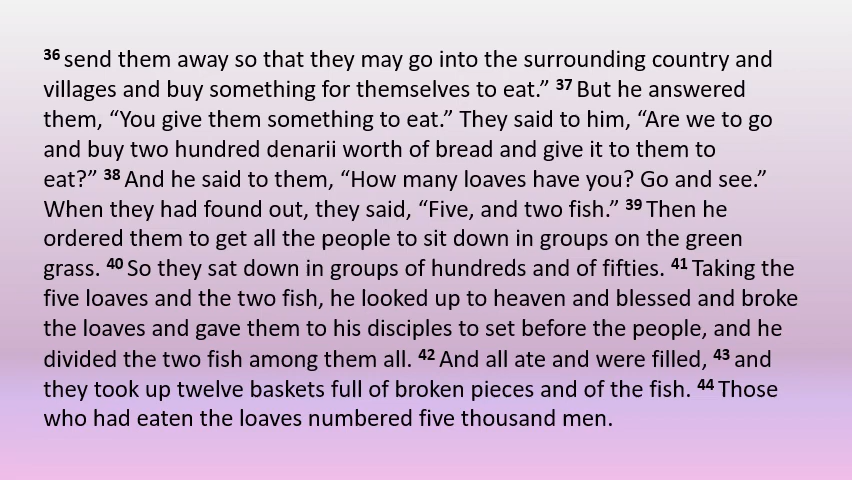 36 send them away so that they may go into the surrounding country and
villages and buy something for themselves to eat.” 37 But he answered
them, “You give them something to eat.” They said to him, “Are we to go
and buy two hundred denarii worth of bread and give it to them to
eat?” 38 And he said to them, “How many loaves have you? Go and see.”
When they had found out, they said, “Five, and two fish.” 39 Then he
ordered them to get all the people to sit down in groups on the green
grass. 40 So they sat down in groups of hundreds and of fifties. 41 Taking the
five loaves and the two fish, he looked up to heaven and blessed and broke
the loaves and gave them to his disciples to set before the people, and he
divided the two fish among them all. 42 And all ate and were filled, 43 and
they took up twelve baskets full of broken pieces and of the fish. 44 Those
who had eaten the loaves numbered five thousand men.